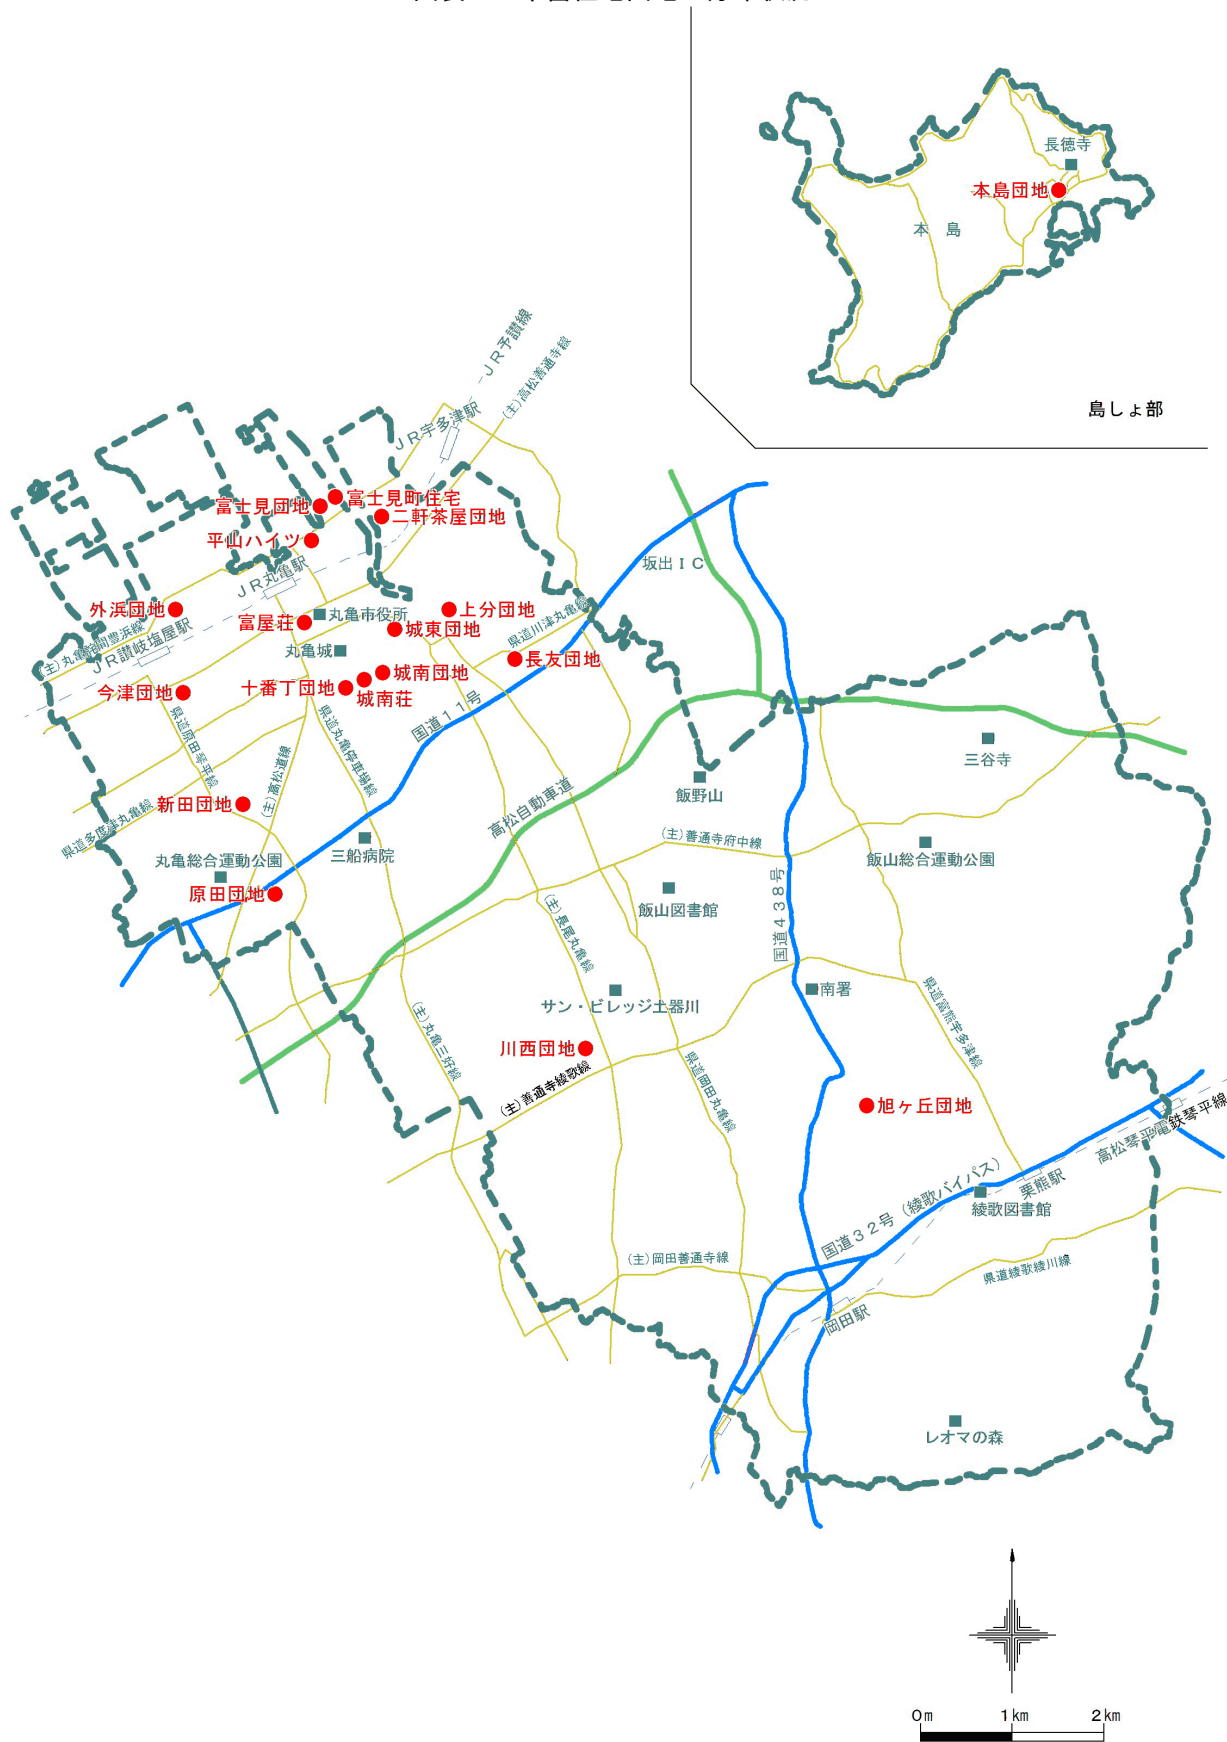 長徳寺
本島団地
本　島
島しょ部
ＪＲ予讃線
(主)高松善通寺線
ＪＲ宇多津駅
富士見町住宅
富士見団地
二軒茶屋団地
平山ハイツ
坂出ＩＣ
ＪＲ丸亀駅
外浜団地
丸亀市役所
上分団地
富屋荘
城東団地
県道川津丸亀線
ＪＲ讃岐塩屋駅
丸亀城
長友団地
城南団地
十番丁団地
今津団地
城南荘
国道１１号
県道原田琴平線
県道丸亀停車場線
(主)高松道線
三谷寺
飯野山
高松自動車道
新田団地
県道多度津丸亀線
(主)善通寺府中線
三船病院
丸亀総合運動公園
飯山総合運動公園
原田団地
飯山図書館
国道４３８号
(主)長尾丸亀線
南署
サン・ビレッジ土器川
県道富熊宇多津線
(主)丸亀三好線
川西団地
(主)善通寺綾歌線
県道岡田丸亀線
旭ヶ丘団地
高松琴平電鉄琴平線
栗熊駅
綾歌図書館
国道３２号（綾歌バイパス）
(主)岡田善通寺線
県道綾歌綾川線
岡田駅
レオマの森
0m
1km
2km